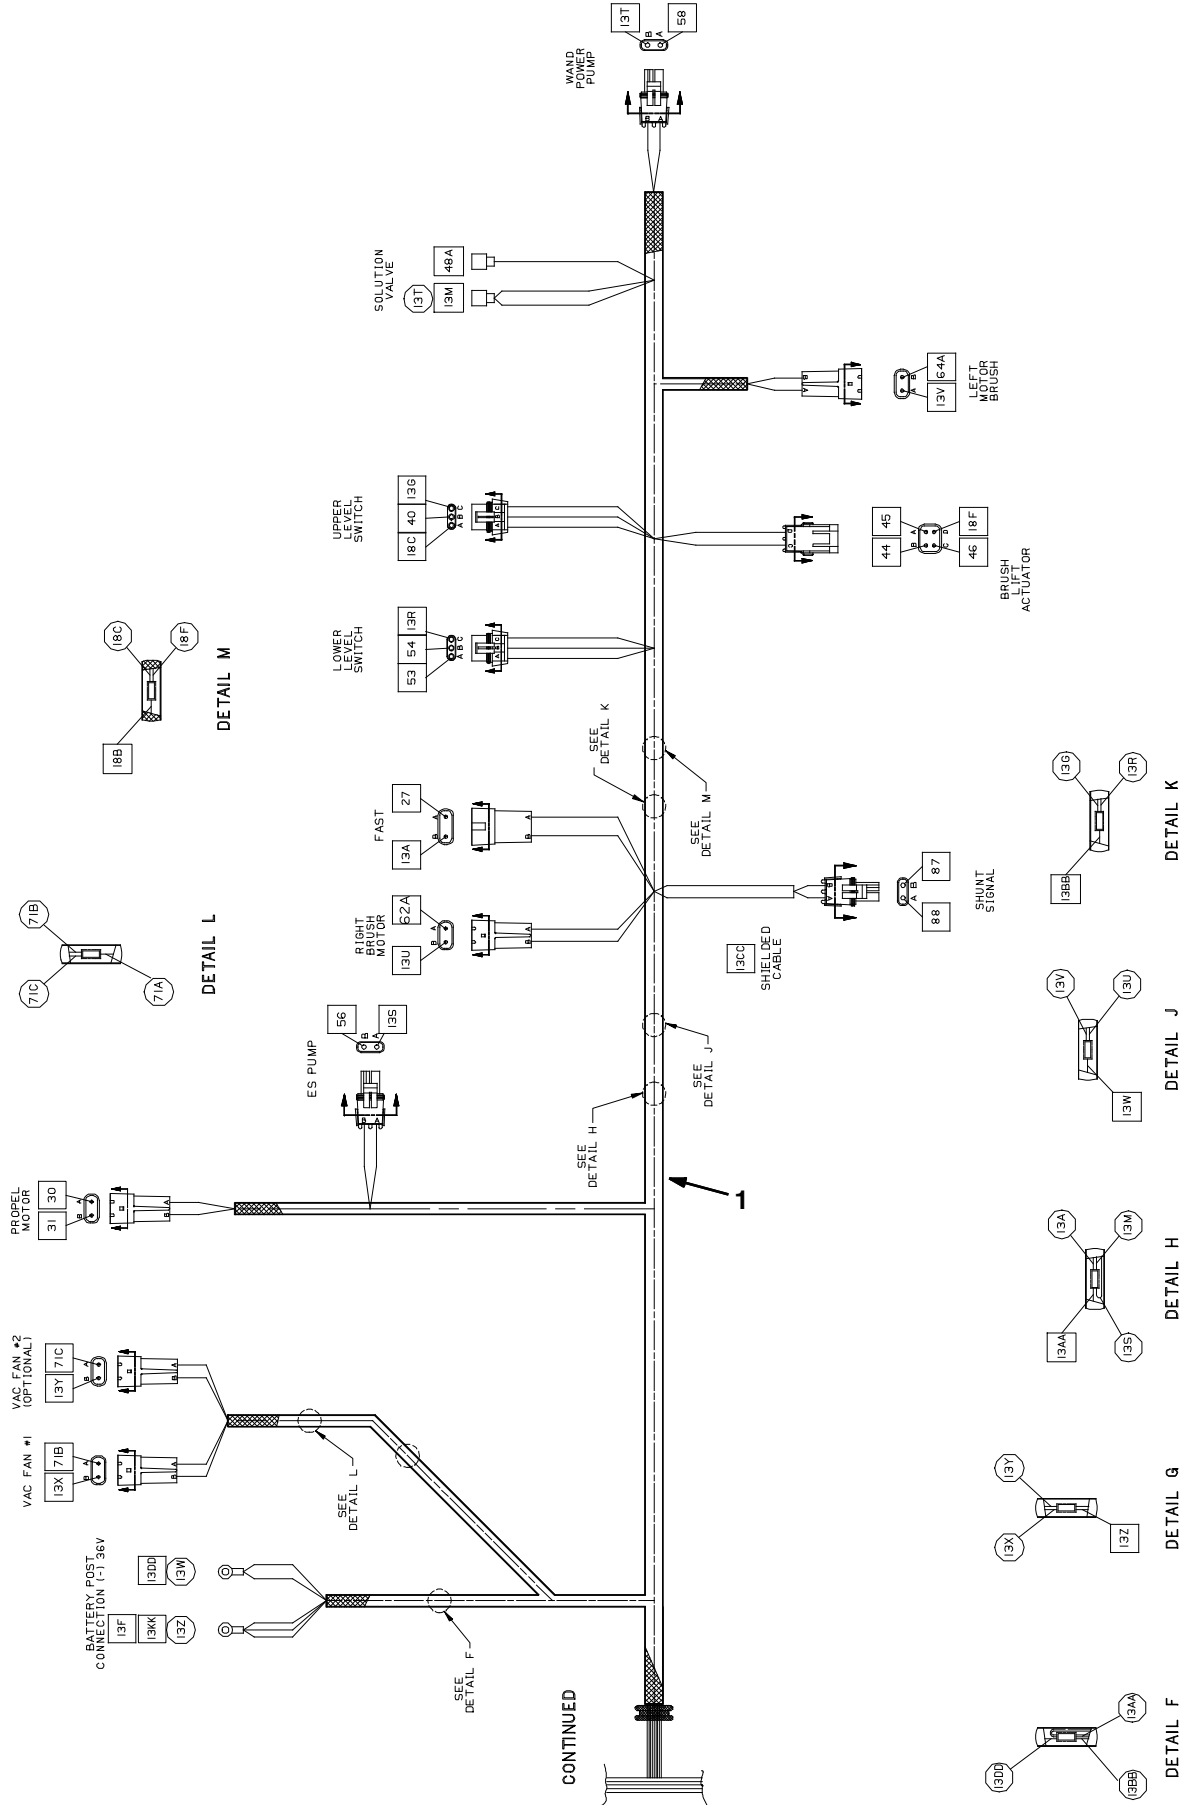 BATTERY POST
CONNECTION (-) 36V
13F
13KK
13Z
13DD
13W
SEE
DETAIL F
VAC FAN #1
13X
71B
B
A
B
A
VAC FAN #2
(OPTIONAL)
13Y
71C
B
A
B
A
SEE
DETAIL L
PROPEL
MOTOR
31
30
B
A
B
A
ES PUMP
56
13S
B
A
B
A
SEE
DETAIL H
SEE
DETAIL J
RIGHT
BRUSH
MOTOR
13U
62A
B
A
B
A
FAST
13A
27
B
A
B
A
SEE
DETAIL K
SEE
DETAIL M
13CC
SHIELDED
CABLE
A
B
88
87
A
B
SHUNT
SIGNAL
LOWER
LEVEL
SWITCH
53
54
13R
A
B
C
A
B
C
UPPER
LEVEL
SWITCH
18C
40
13G
A
B
C
A
B
C
44
45
B
A
C
D
46
18F
BRUSH
LIFT
ACTUATOR
A
B
A
B
13V
64A
LEFT
MOTOR
BRUSH
SOLUTION
VALVE
13T
13M
48A
WAND
POWER
PUMP
13T
58
B
A
B
A
CONTINUED
1
71C
71B
71A
DETAIL L
18B
18C
18F
DETAIL M
13DD
13BB
13AA
DETAIL F
13X
13Y
13Z
DETAIL G
13AA
13A
13S
13M
DETAIL H
13W
13V
13U
DETAIL J
13BB
13G
13R
DETAIL K